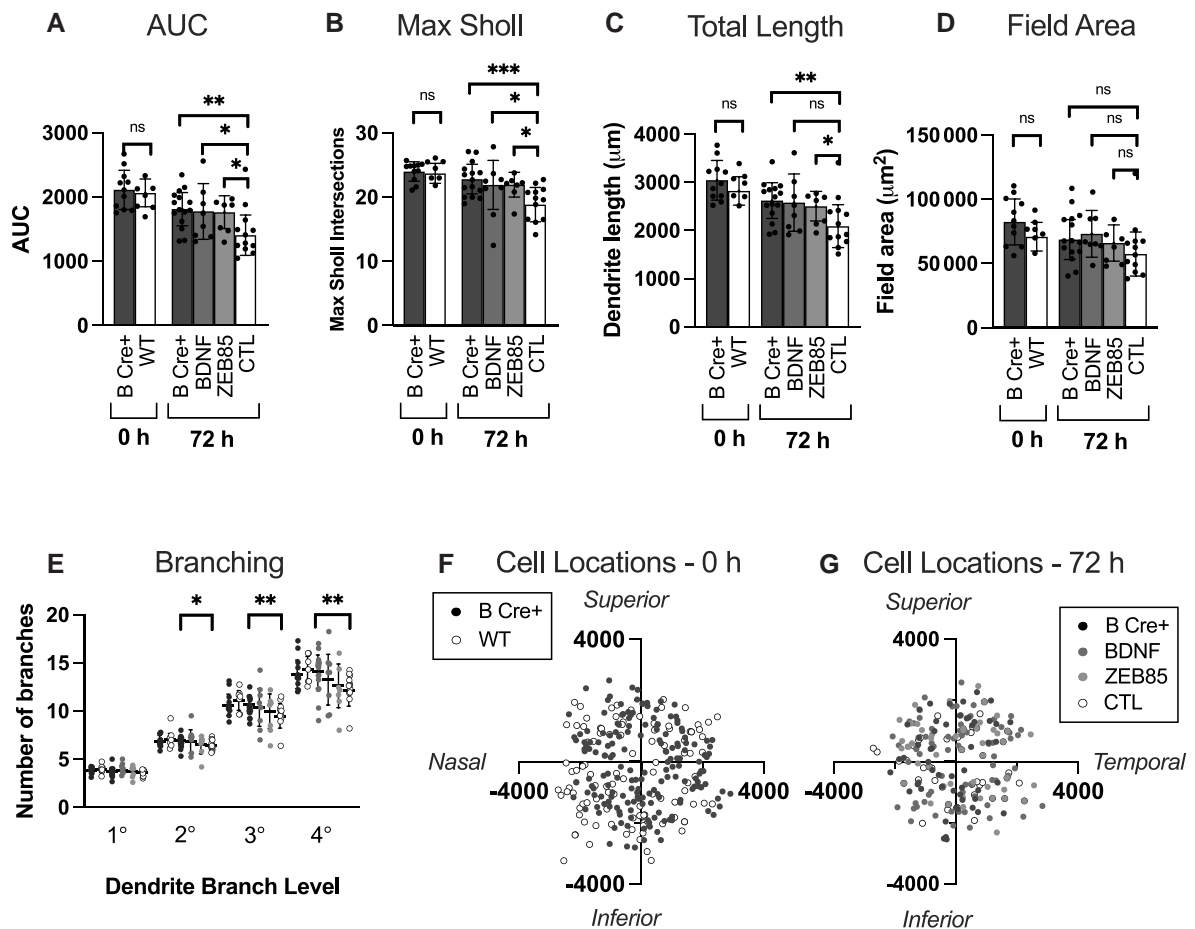 A AUC
ns
**
*
*
3000
2000
1000
0
AUC
B Cre+
WT
B Cre+
BDNF
ZEB85
CTL
0 h
72 h
B Max Sholl
ns
***
*
*
30
20
10
0
Max Sholl Intersections
B Cre+
WT
B Cre+
BDNF
ZEB85
CTL
0 h
72 h
C Total Length
ns
**
ns
*
4000
3000
2000
1000
0
Dendrite length (μm)
B Cre+
WT
B Cre+
BDNF
ZEB85
CTL
0 h
72 h
D Field Area
ns
ns
ns
ns
150 000
100 000
50 000
0
Field area (μm²)
B Cre+
WT
B Cre+
BDNF
ZEB85
CTL
0 h
72 h
E Branching
*
**
**
20
15
10
5
0
Number of branches
1°
2°
3°
4°
Dendrite Branch Level
F Cell Locations - 0 h
B Cre+
WT
Superior
4000
Nasal
-4000
4000
-4000
Inferior
G Cell Locations - 72 h
Superior
B Cre+
BDNF
ZEB85
CTL
4000
Temporal
-4000
4000
-4000
Inferior